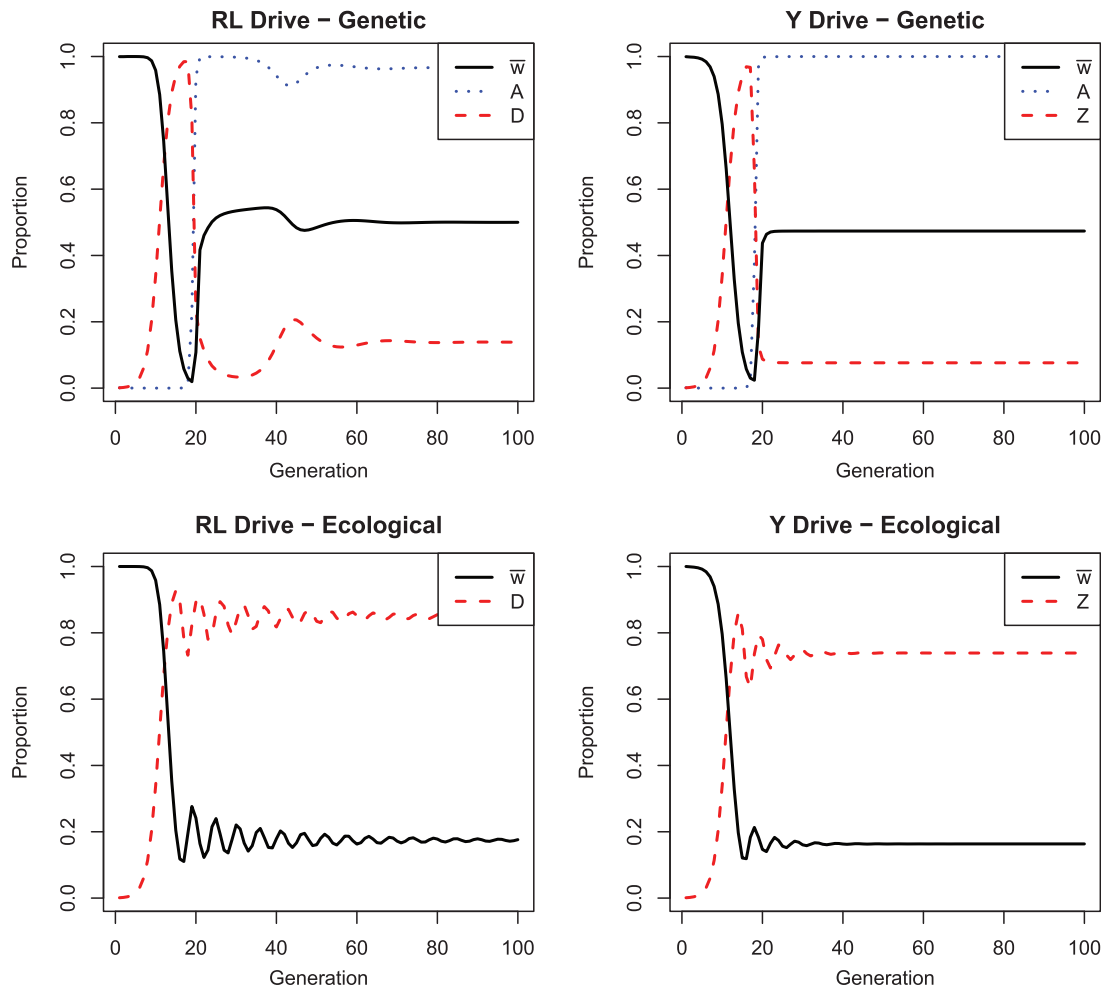 RL Drive − Genetic
Proportion
1.0
0.8
0.6
0.4
0.2
0.0
w̅
A
D
0 20 40 60 80 100
Generation
Y Drive − Genetic
Proportion
1.0
0.8
0.6
0.4
0.2
0.0
w̅
A
Z
0 20 40 60 80 100
Generation
RL Drive − Ecological
Proportion
1.0
0.8
0.6
0.4
0.2
0.0
w̅
D
0 20 40 60 80 100
Generation
Y Drive − Ecological
Proportion
1.0
0.8
0.6
0.4
0.2
0.0
w̅
Z
0 20 40 60 80 100
Generation